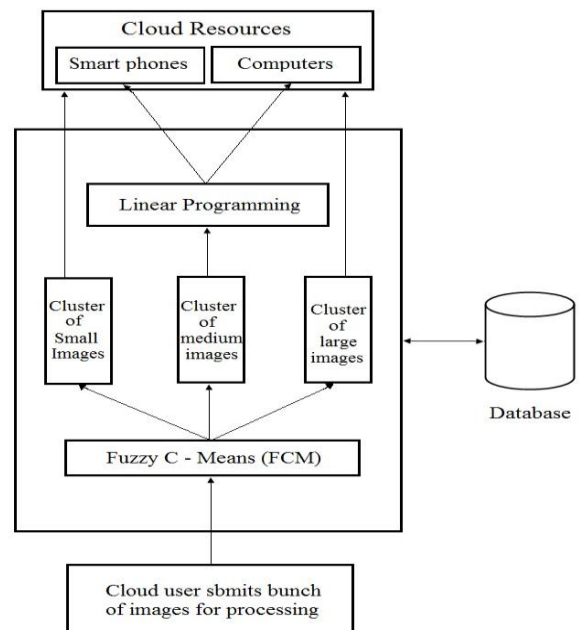 Cloud Resources
Smart phones
Computers
Linear Programming
Cluster
of
Small
Images
Cluster
of
medium
images
Cluster
of
large
images
Database
Fuzzy C - Means (FCM)
Cloud user sbmits bunch
of images for processing